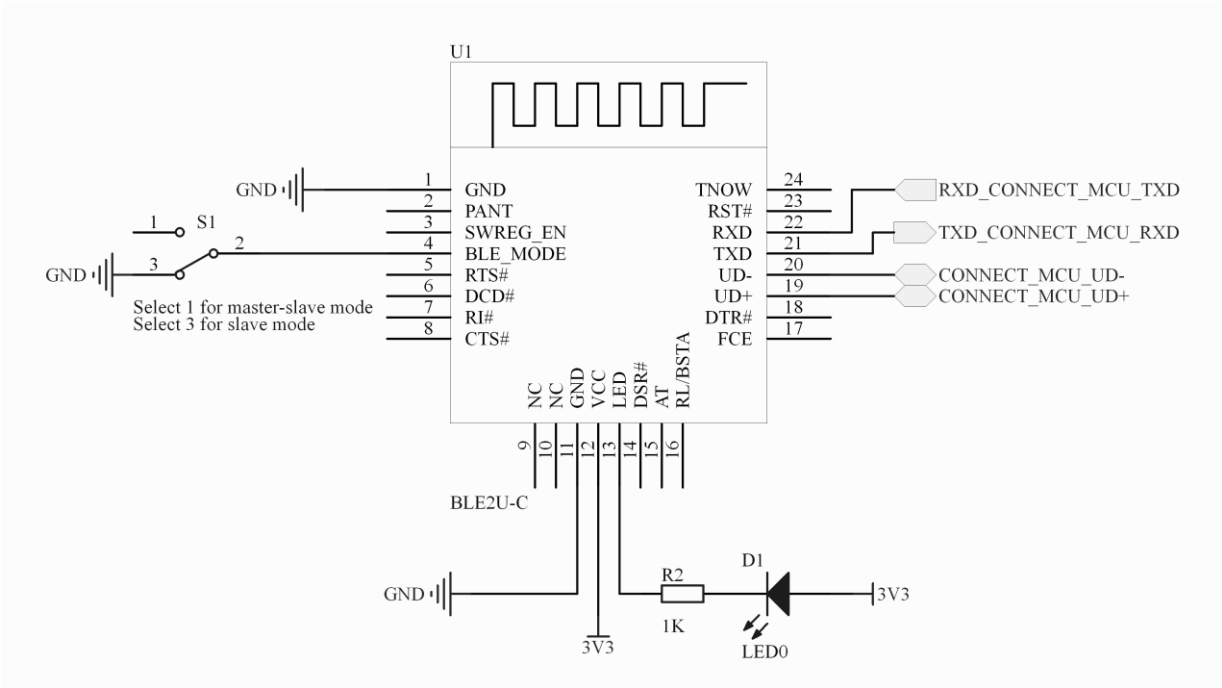 U1
GND
1
GND
2
PANT
3
SWREG_EN
4
BLE_MODE
5
RTS#
6
DCD#
7
RI#
8
CTS#
1
S1
2
GND
3
Select 1 for master-slave mode
Select 3 for slave mode
TNOW
24
RST#
23
RXD
22
TXD
21
UD-
20
UD+
19
DTR#
18
FCE
17
RXD_CONNECT_MCU_TXD
TXD_CONNECT_MCU_RXD
CONNECT_MCU_UD-
CONNECT_MCU_UD+
NC
NC
GND
VCC
LED
DSR#
AT
RL/BSTA
9
10
11
12
13
14
15
16
BLE2U-C
GND
3V3
R2
1K
D1
LED0
3V3